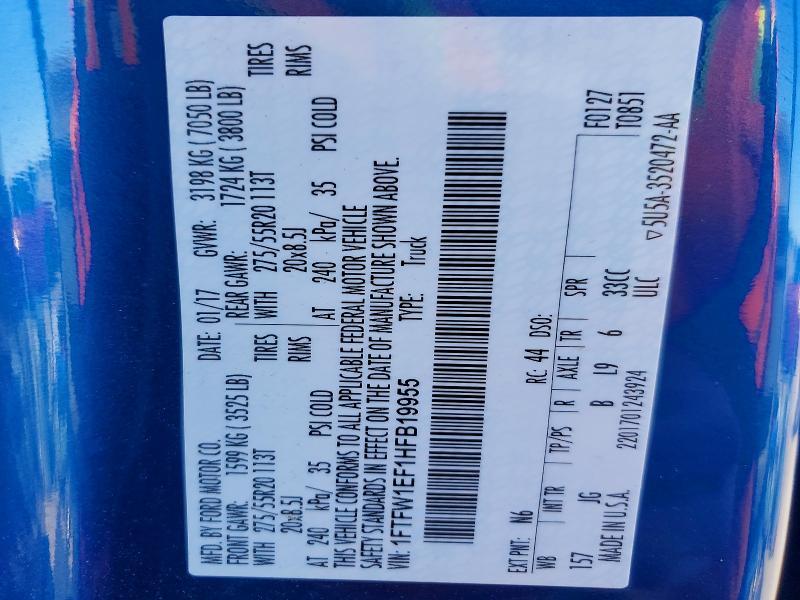 MFD. BY FORD MOTOR CO. DATE: 01/17 GVWR: 3198 KG ( 7050 LB)
FRONT GAWR: 1599 KG ( 3525 LB) REAR GAWR: 1724 KG ( 3800 LB)
WITH 275/55R20 113T TIRES WITH 275/55R20 113T TIRES
20x8.5J RIMS 20x8.5J RIMS
AT 240 kPa/ 35 PSI COLD AT 240 kPa/ 35 PSI COLD
THIS VEHICLE CONFORMS TO ALL APPLICABLE FEDERAL MOTOR VEHICLE
SAFETY STANDARDS IN EFFECT ON THE DATE OF MANUFACTURE SHOWN ABOVE.
VIN: 1FTFW1EF1HFB19955 TYPE: Truck
F0127
EXT PNT: N6 RC: 44 DSO: T0851
WB INT TR TP/PS R AXLE TR SPR
157 JG B L9 6 33CC
MADE IN U.S.A. 2201701243924 ULC
▽5U5A-3520472-AA